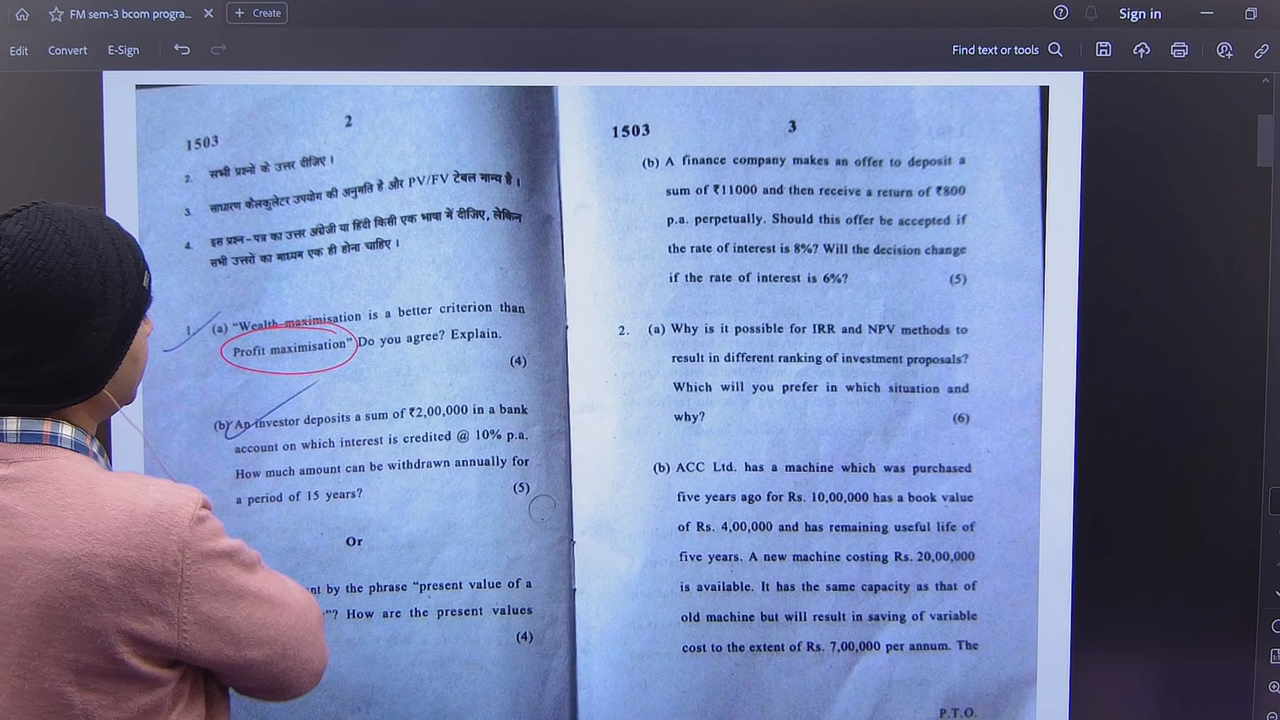 FM sem-3 bcom progra...
Create
Sign in
Edit
Convert
E-Sign
Find text or tools
2
1503
2. सभी प्रश्नों के उत्तर दीजिए।
3. साधारण कैलकुलेटर उपयोग की अनुमति है और PV/FV टेबल मान्य है।
4. इस प्रश्न-पत्र का उत्तर अंग्रेजी या हिंदी किसी एक भाषा में दीजिए, लेकिन
सभी उत्तरों का माध्यम एक ही होना चाहिए।
1. (a) “Wealth maximisation is a better criterion than
Profit maximisation” Do you agree? Explain.
(4)
(b) An investor deposits a sum of ₹2,00,000 in a bank
account on which interest is credited @ 10% p.a.
How much amount can be withdrawn annually for
a period of 15 years? (5)
Or
by the phrase “present value of a
”? How are the present values
(4)
1503
3
(b) A finance company makes an offer to deposit a
sum of ₹11000 and then receive a return of ₹800
p.a. perpetually. Should this offer be accepted if
the rate of interest is 8%? Will the decision change
if the rate of interest is 6%? (5)
2. (a) Why is it possible for IRR and NPV methods to
result in different ranking of investment proposals?
Which will you prefer in which situation and
why? (6)
(b) ACC Ltd. has a machine which was purchased
five years ago for Rs. 10,00,000 has a book value
of Rs. 4,00,000 and has remaining useful life of
five years. A new machine costing Rs. 20,00,000
is available. It has the same capacity as that of
old machine but will result in saving of variable
cost to the extent of Rs. 7,00,000 per annum. The
P.T.O.